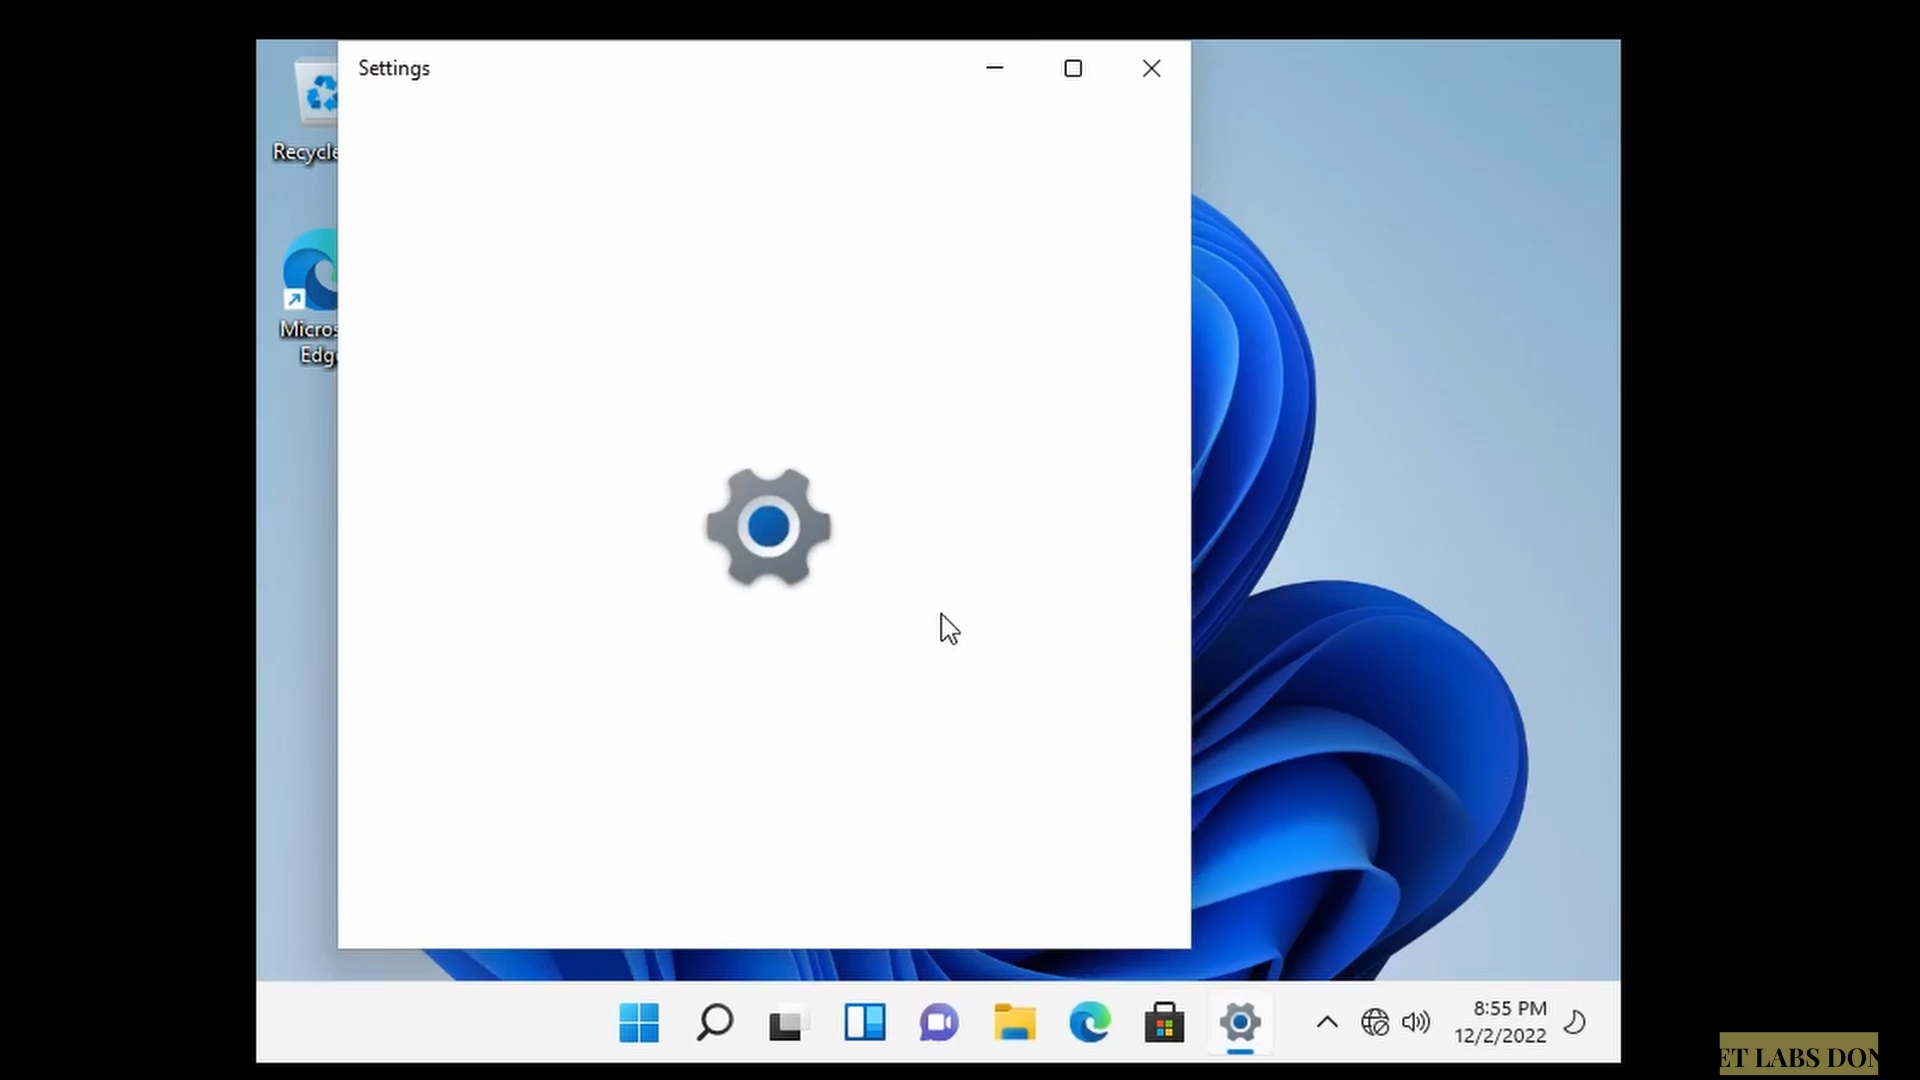 Settings
Recycle
Micros
Edg
8:55 PM
12/2/2022
ET LABS DON